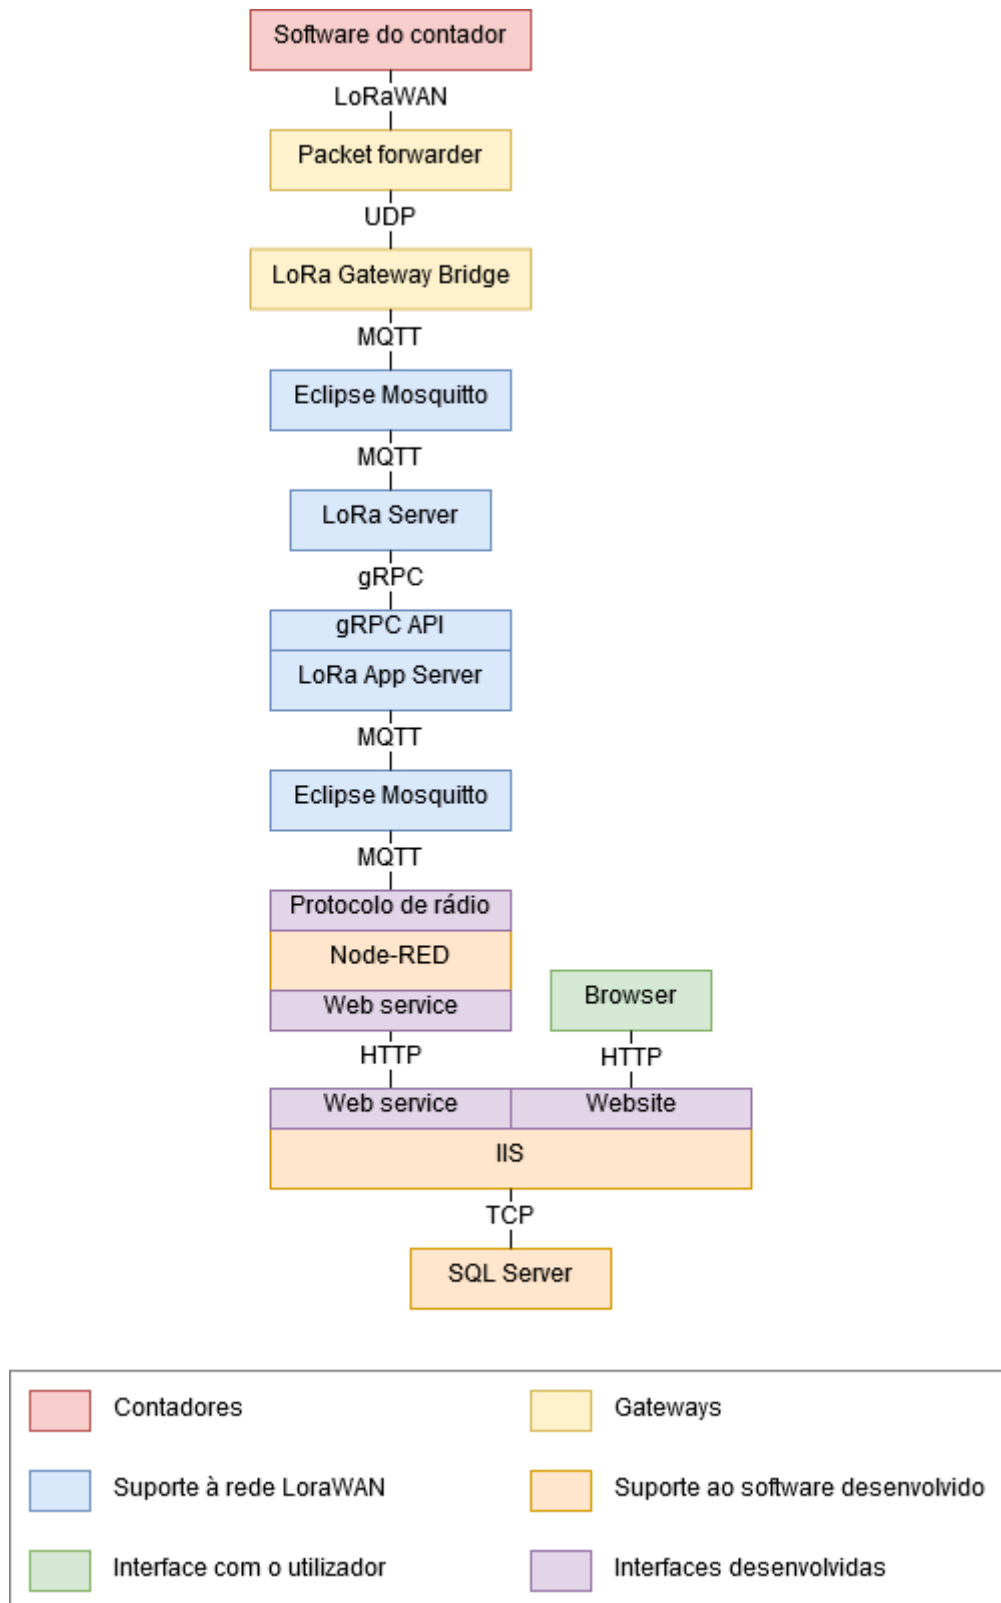 Software do contador
LoRaWAN
Packet forwarder
UDP
LoRa Gateway Bridge
MQTT
Eclipse Mosquitto
MQTT
LoRa Server
gRPC
gRPC API
LoRa App Server
MQTT
Eclipse Mosquitto
MQTT
Protocolo de rádio
Node-RED
Web service
Browser
HTTP
HTTP
Web service
Website
IIS
TCP
SQL Server
Contadores
Gateways
Suporte à rede LoraWAN
Suporte ao software desenvolvido
Interface com o utilizador
Interfaces desenvolvidas